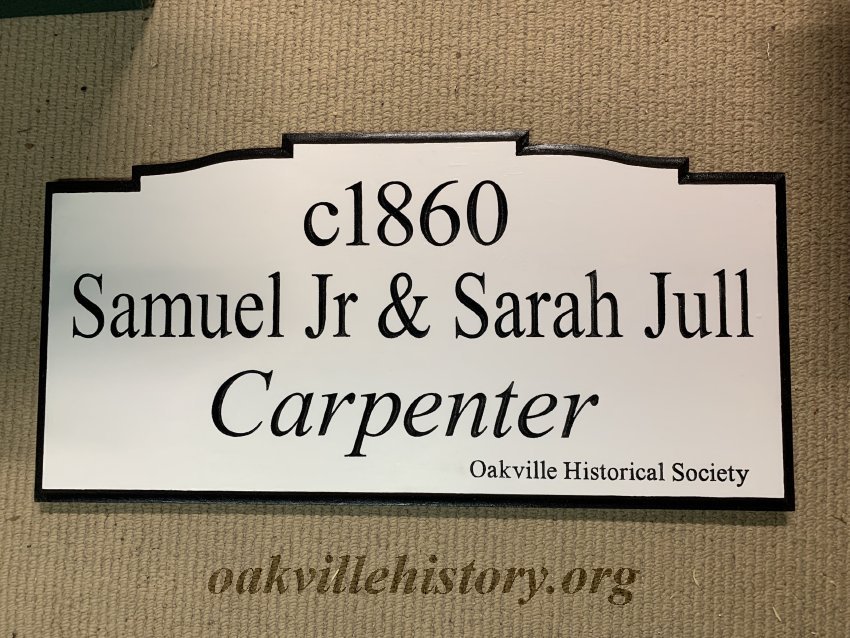 c1860
Samuel Jr & Sarah Jull
Carpenter
Oakville Historical Society
oakvillehistory.org